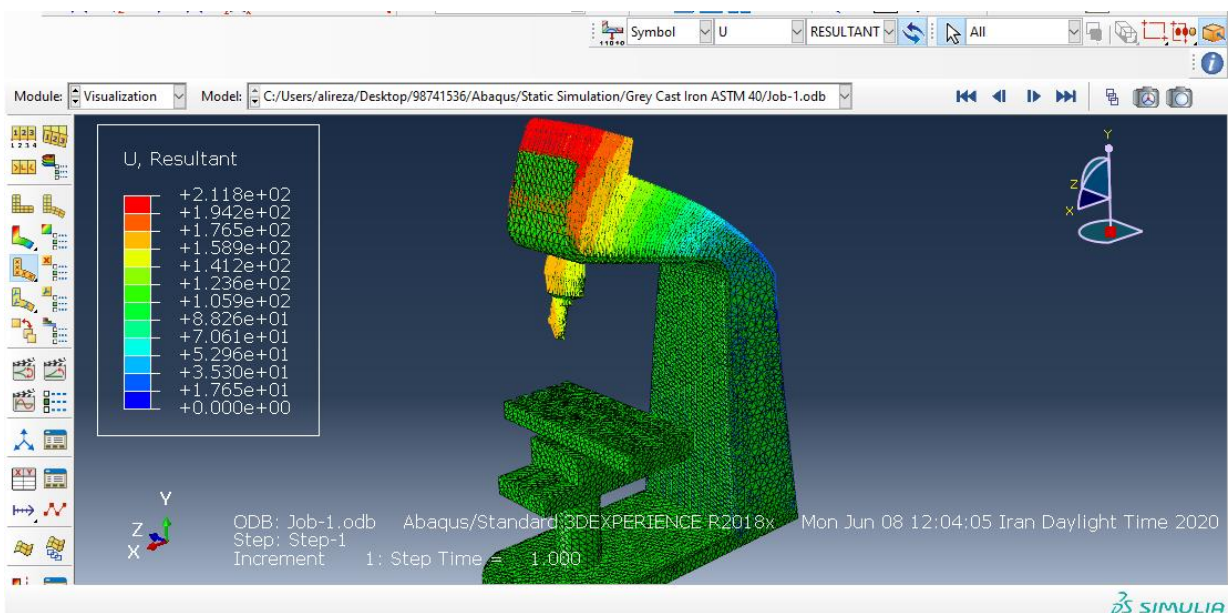 Symbol U RESULTANT All
Module: Visualization Model: C:/Users/alireza/Desktop/98741536/Abaqus/Static Simulation/Grey Cast Iron ASTM 40/Job-1.odb
U, Resultant
+2.118e+02
+1.942e+02
+1.765e+02
+1.589e+02
+1.412e+02
+1.236e+02
+1.059e+02
+8.826e+01
+7.061e+01
+5.296e+01
+3.530e+01
+1.765e+01
+0.000e+00
Y
Z
X
Y
Z
X
ODB: Job-1.odb Abaqus/Standard 3DEXPERIENCE R2018x Mon Jun 08 12:04:05 Iran Daylight Time 2020
Step: Step-1
Increment 1: Step Time = 1.000
SIMULIA